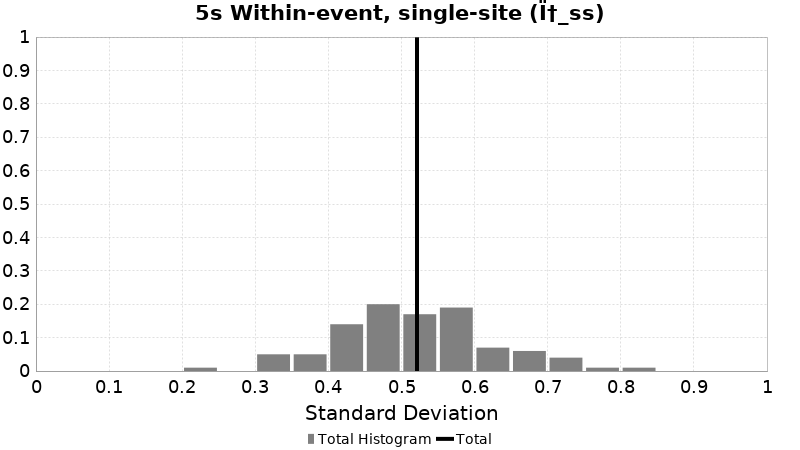 5s Within-event, single-site (Ï†_ss)
1
0.9
0.8
0.7
0.6
0.5
0.4
0.3
0.2
0.1
0
0 0.1 0.2 0.3 0.4 0.5 0.6 0.7 0.8 0.9 1
Standard Deviation
Total Histogram Total